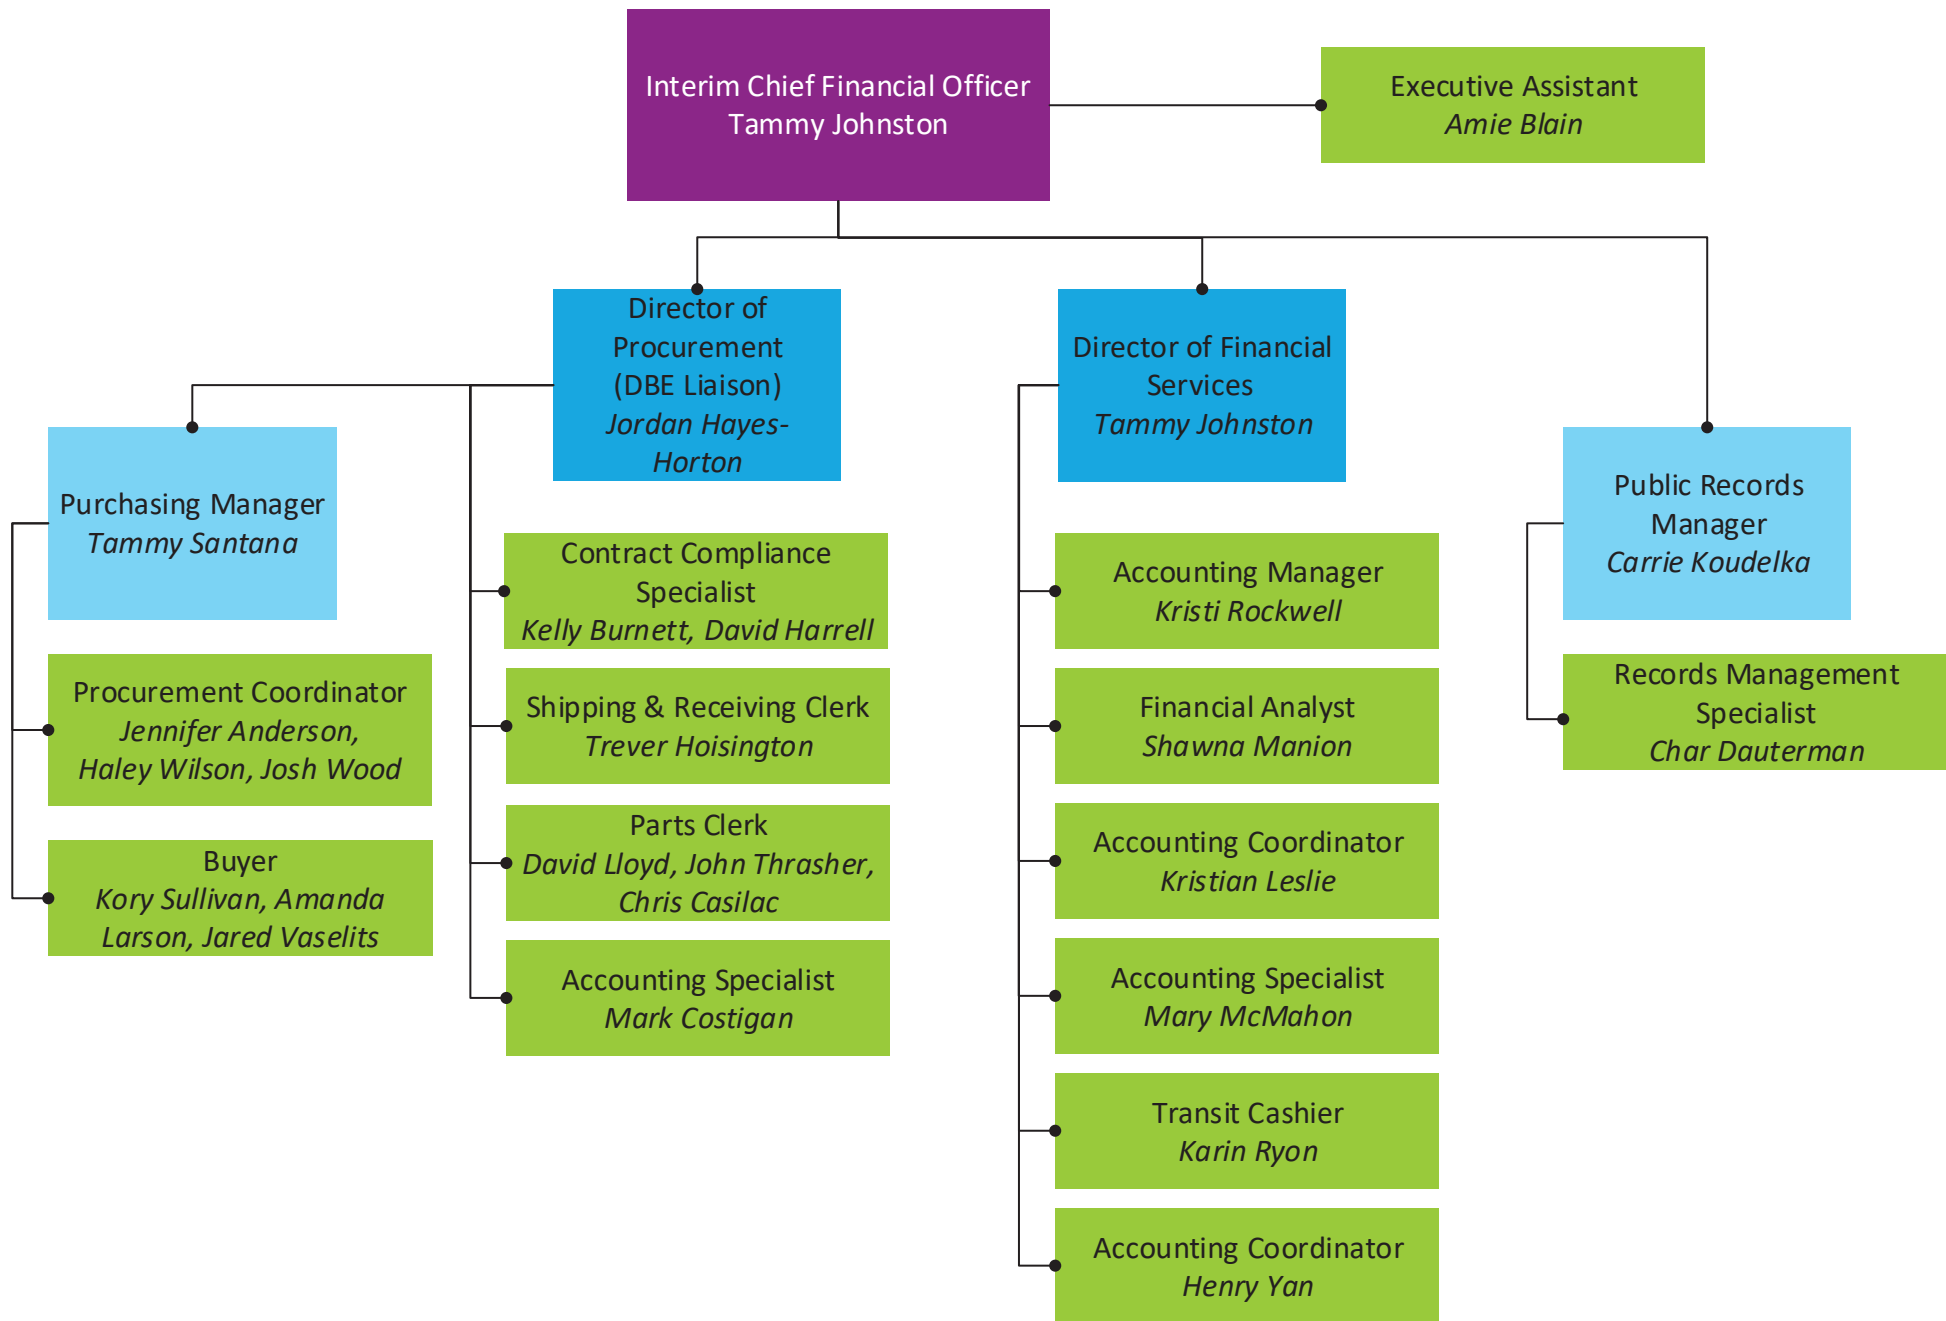 Interim Chief Financial Officer
Tammy Johnston
Executive Assistant
Amie Blain
Director of
Procurement
(DBE Liaison)
Jordan Hayes-
Horton
Director of Financial
Services
Tammy Johnston
Purchasing Manager
Tammy Santana
Public Records
Manager
Carrie Koudelka
Procurement Coordinator
Jennifer Anderson,
Haley Wilson, Josh Wood
Buyer
Kory Sullivan, Amanda
Larson, Jared Vaselits
Contract Compliance
Specialist
Kelly Burnett, David Harrell
Shipping & Receiving Clerk
Trever Hoisington
Parts Clerk
David Lloyd, John Thrasher,
Chris Casilac
Accounting Specialist
Mark Costigan
Accounting Manager
Kristi Rockwell
Financial Analyst
Shawna Manion
Accounting Coordinator
Kristian Leslie
Accounting Specialist
Mary McMahon
Transit Cashier
Karin Ryon
Accounting Coordinator
Henry Yan
Records Management
Specialist
Char Dauterman